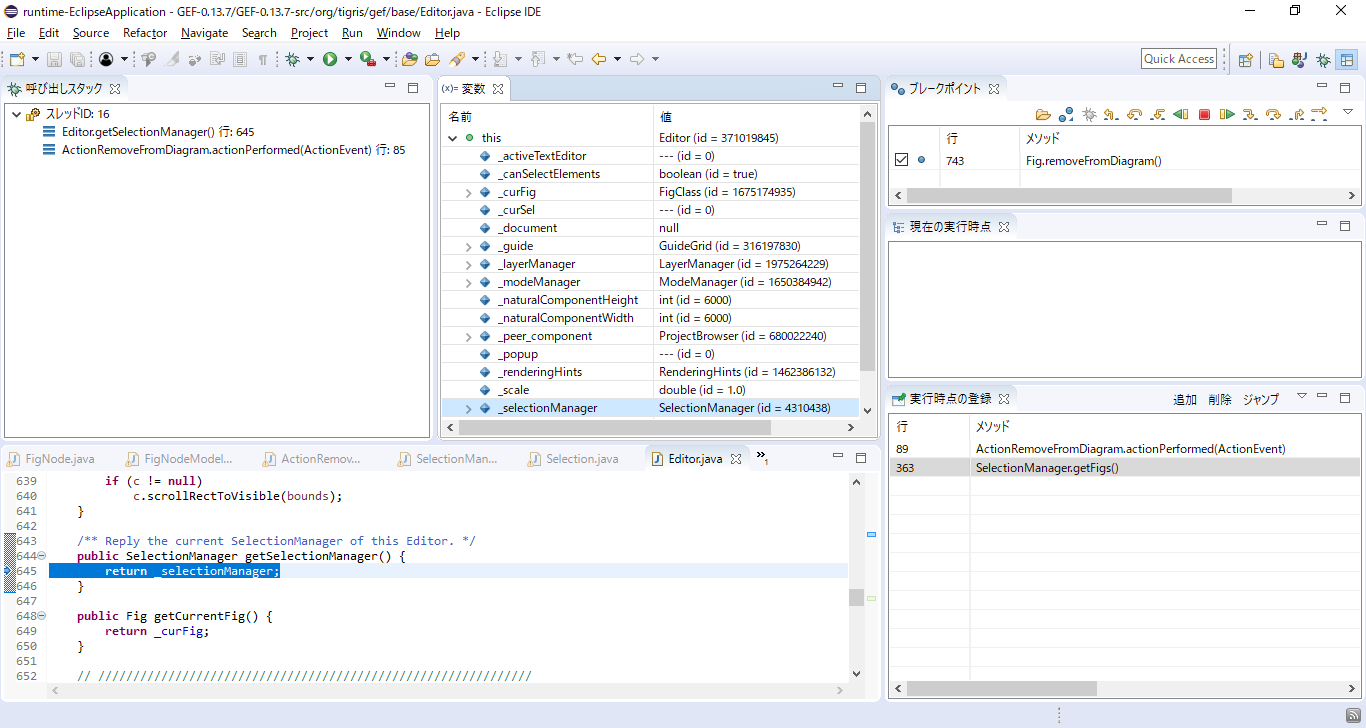 runtime-EclipseApplication - GEF-0.13.7/GEF-0.13.7-src/org/tigris/gef/base/Editor.java - Eclipse IDE
File Edit Source Refactor Navigate Search Project Run Window Help
Quick Access
呼び出しスタック
スレッドID: 16
Editor.getSelectionManager() 行: 645
ActionRemoveFromDiagram.actionPerformed(ActionEvent) 行: 85
(x)= 変数
名前 値
this Editor (id = 371019845)
_activeTextEditor --- (id = 0)
_canSelectElements boolean (id = true)
_curFig FigClass (id = 1675174935)
_curSel --- (id = 0)
_document null
_guide GuideGrid (id = 316197830)
_layerManager LayerManager (id = 1975264229)
_modeManager ModeManager (id = 1650384942)
_naturalComponentHeight int (id = 6000)
_naturalComponentWidth int (id = 6000)
_peer_component ProjectBrowser (id = 680022240)
_popup --- (id = 0)
_renderingHints RenderingHints (id = 1462386132)
_scale double (id = 1.0)
_selectionManager SelectionManager (id = 4310438)
ブレークポイント
行 メソッド
743 Fig.removeFromDiagram()
現在の実行時点
実行時点の登録 追加 削除 ジャンプ
行 メソッド
89 ActionRemoveFromDiagram.actionPerformed(ActionEvent)
363 SelectionManager.getFigs()
FigNode.java FigNodeModel... ActionRemov... SelectionMan... Selection.java Editor.java »1
639 if (c != null)
640 c.scrollRectToVisible(bounds);
641 }
642
643 /** Reply the current SelectionManager of this Editor. */
644 public SelectionManager getSelectionManager() {
645 return _selectionManager;
646 }
647
648 public Fig getCurrentFig() {
649 return _curFig;
650 }
651
652 // //////////////////////////////////////////////////////////////